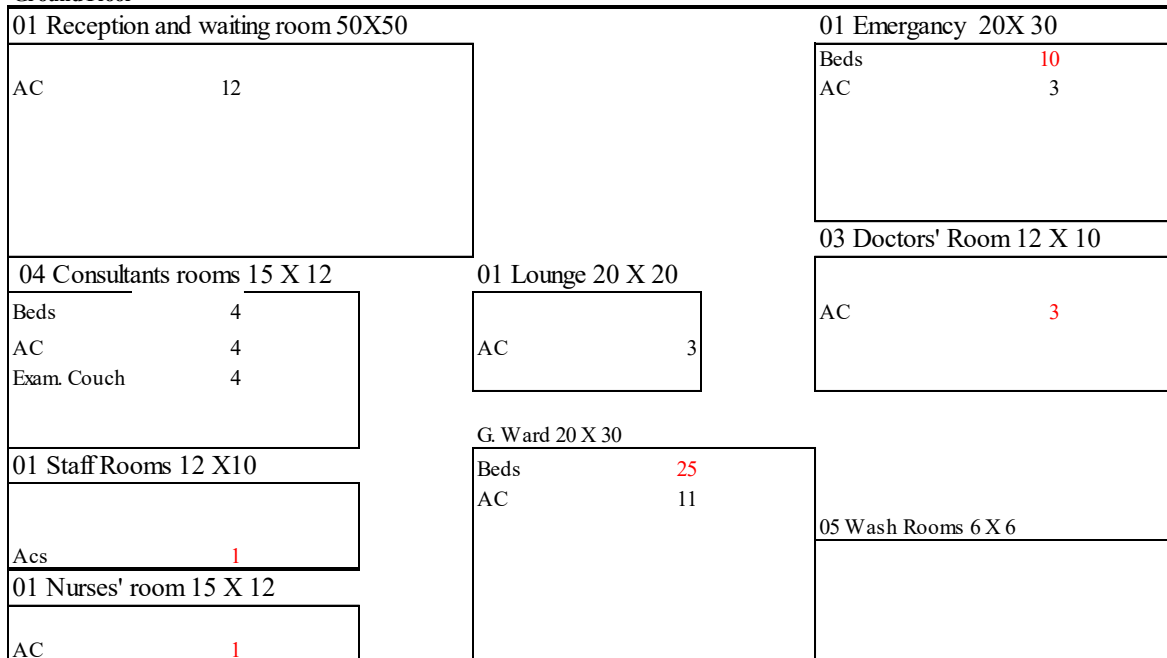 Ground Floor
01 Reception and waiting room 50X50
AC 12
01 Emergancy 20X 30
Beds 10
AC 3
03 Doctors' Room 12 X 10
AC 3
04 Consultants rooms 15 X 12
Beds 4
AC 4
Exam. Couch 4
01 Lounge 20 X 20
AC 3
G. Ward 20 X 30
Beds 25
AC 11
01 Staff Rooms 12 X10
Acs 1
05 Wash Rooms 6 X 6
01 Nurses' room 15 X 12
AC 1